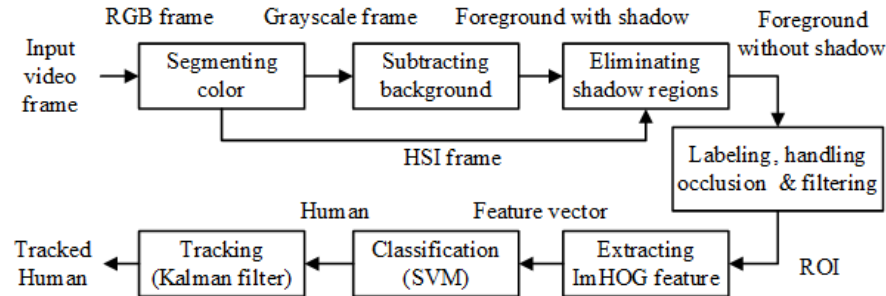 RGB frame
Grayscale frame
Foreground with shadow
Foreground
without shadow
Input
video
frame
Segmenting
color
Subtracting
background
Eliminating
shadow regions
HSI frame
Labeling, handling
occlusion & filtering
Human
Feature vector
Tracked
Human
Tracking
(Kalman filter)
Classification
(SVM)
Extracting
ImHOG feature
ROI